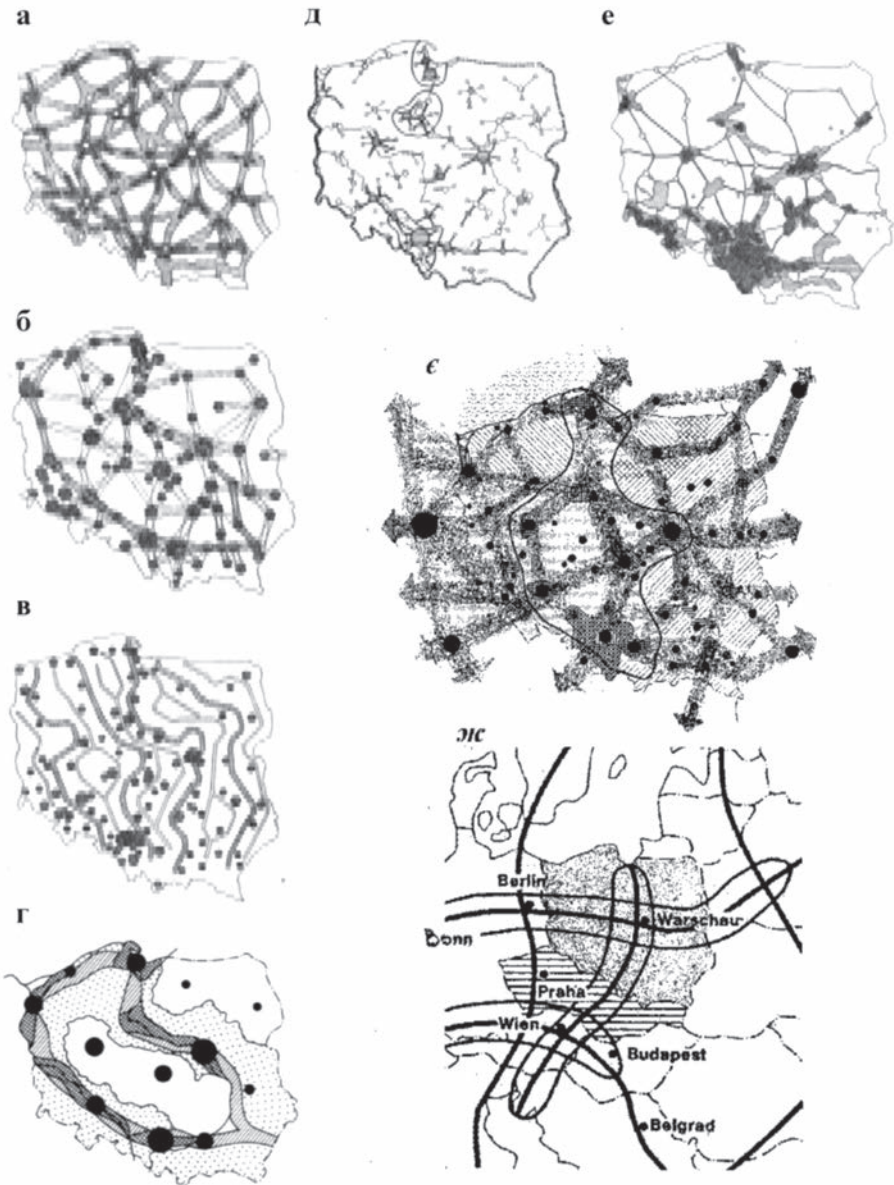 а
д
е
б
є
в
ж
г
Berlin
Warschau
Bonn
Praha
Wien
Budapest
Belgrad